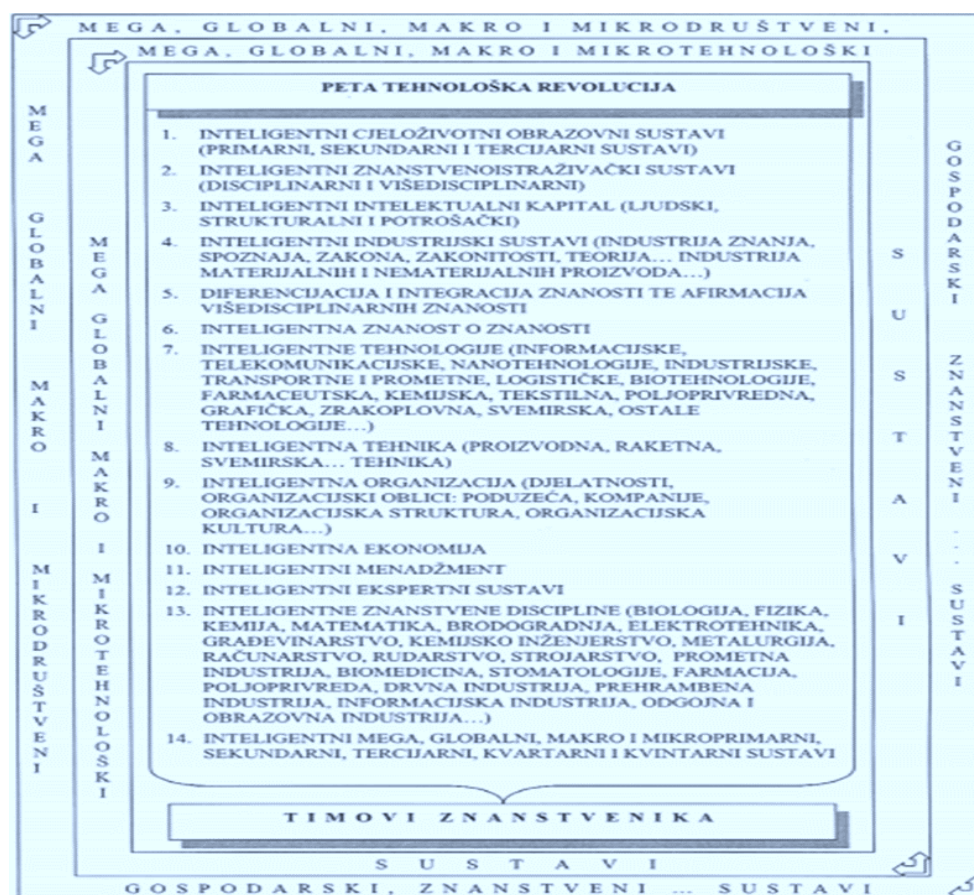 MEGA, GLOBALNI, MAKRO I MIKRODRUŠTVENI,
MEGA, GLOBALNI, MAKRO I MIKROTEHNOLOŠKI
PETA TEHNOLOŠKA REVOLUCIJA
1. INTELIGENTNI CJELOŽIVOTNI OBRAZOVNI SUSTAVI
(PRIMARNI, SEKUNDARNI I TERCIJARNI SUSTAVI)
2. INTELIGENTNI ZNANSTVENOISTRAŽIVAČKI SUSTAVI
(DISCIPLINARNI I VIŠEDISCIPLINARNI)
3. INTELIGENTNI INTELEKTUALNI KAPITAL (LJUDSKI,
STRUKTURALNI I POTROŠAČKI)
4. INTELIGENTNI INDUSTRIJSKI SUSTAVI (INDUSTRIJA ZNANJA,
SPOZNAJA, ZAKONA, ZAKONITOSTI, TEORIJA... INDUSTRIJA
MATERIJALNIH I NEMATERIJALNIH PROIZVODA...)
5. DIFERENCIJACIJA I INTEGRACIJA ZNANOSTI TE AFIRMACIJA
VIŠEDISCIPLINARNIH ZNANOSTI
6. INTELIGENTNA ZNANOST O ZNANOSTI
7. INTELIGENTNE TEHNOLOGIJE (INFORMACIJSKE,
TELEKOMUNIKACIJSKE, NANOTEHNOLOGIJE, INDUSTRIJSKE,
TRANSPORTNE I PROMETNE, LOGISTIČKE, BIOTEHNOLOGIJE,
FARMACEUTSKA, KEMIJSKA, TEKSTILNA, POLJOPRIVREDNA,
GRAFIČKA, ZRAKOPLOVNA, SVEMIRSKA, OSTALE
TEHNOLOGIJE...)
8. INTELIGENTNA TEHNIKA (PROIZVODNA, RAKETNA,
SVEMIRSKA... TEHNIKA)
9. INTELIGENTNA ORGANIZACIJA (DJELATNOSTI,
ORGANIZACIJSKI OBLICI: PODUZEĆA, KOMPANIJE,
ORGANIZACIJSKA STRUKTURA, ORGANIZACIJSKA
KULTURA...)
10. INTELIGENTNA EKONOMIJA
11. INTELIGENTNI MENADŽMENT
12. INTELIGENTNI EKSPERTNI SUSTAVI
13. INTELIGENTNE ZNANSTVENE DISCIPLINE (BIOLOGIJA, FIZIKA,
KEMIJA, MATEMATIKA, BRODOGRADNJA, ELEKTROTEHNIKA,
GRAĐEVINARSTVO, KEMIJSKO INŽENJERSTVO, METALURGIJA,
RAČUNARSTVO, RUDARSTVO, STROJARSTVO, PROMETNA
INDUSTRIJA, BIOMEDICINA, STOMATOLOGIJE, FARMACIJA,
POLJOPRIVREDA, DRVNA INDUSTRIJA, PREHRAMBENA
INDUSTRIJA, INFORMACIJSKA INDUSTRIJA, ODGOJNA I
OBRAZOVNA INDUSTRIJA...)
14. INTELIGENTNI MEGA, GLOBALNI, MAKRO I MIKROPRIMARNI,
SEKUNDARNI, TERCIJARNI, KVARTARNI I KVINTARNI SUSTAVI
TIMOVI ZNANSTVENIKA
SUSTAVI
GOSPODARSKI, ZNANSTVENI ... SUSTAVI
MEGA GLOBALNI MAKRO I MIKRODRUŠTVENI
MEGA GLOBALNI MAKRO I MIKROTEHNOLOŠKI
SUSTAVI
GOSPODARSKI ZNANSTVENI ... SUSTAVI